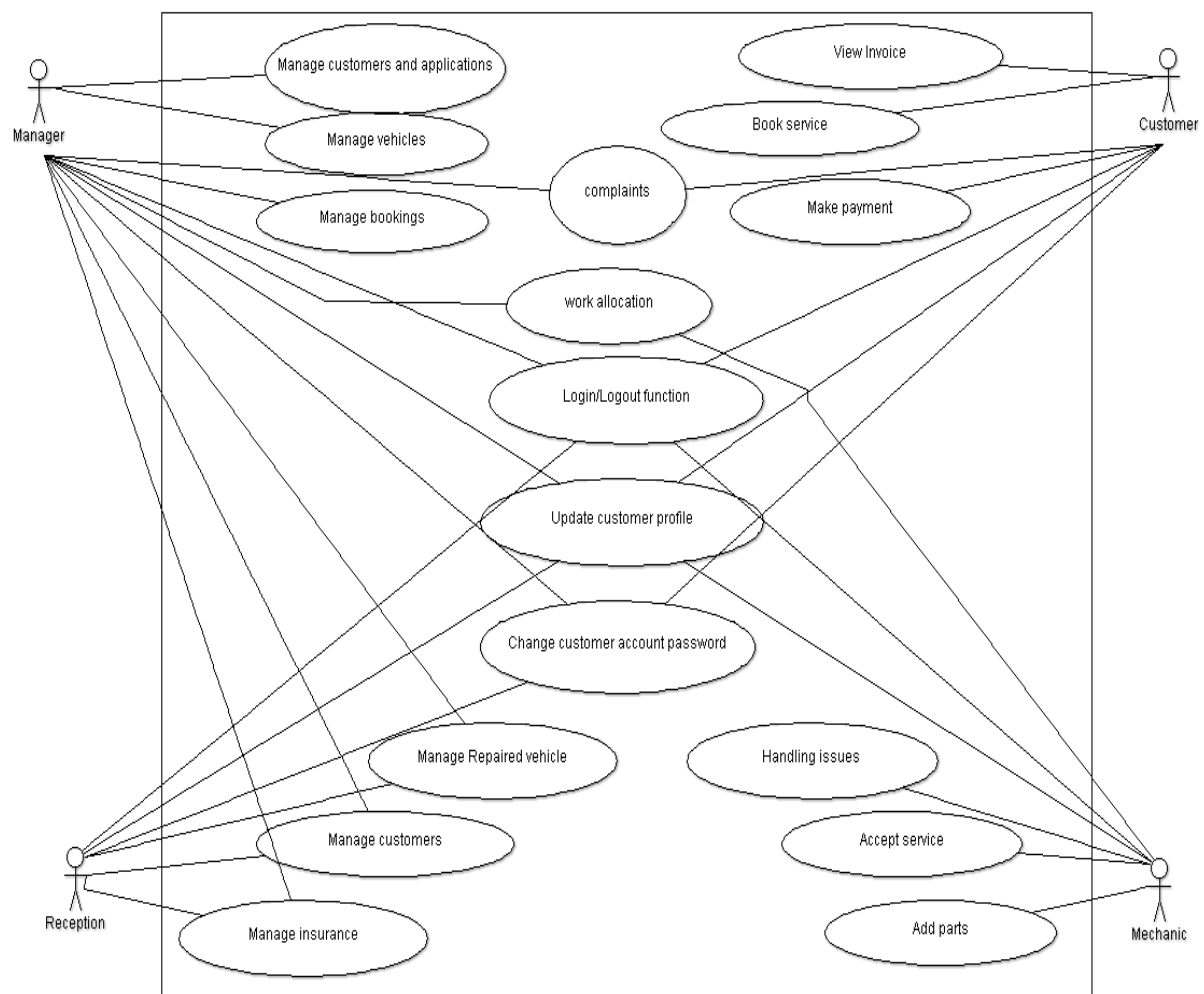 Manage customers and applications
View Invoice
Manager
Customer
Book service
Manage vehicles
complaints
Manage bookings
Make payment
work allocation
Login/Logout function
Update customer profile
Change customer account password
Manage Repaired vehicle
Handling issues
Manage customers
Accept service
Reception
Manage insurance
Add parts
Mechanic